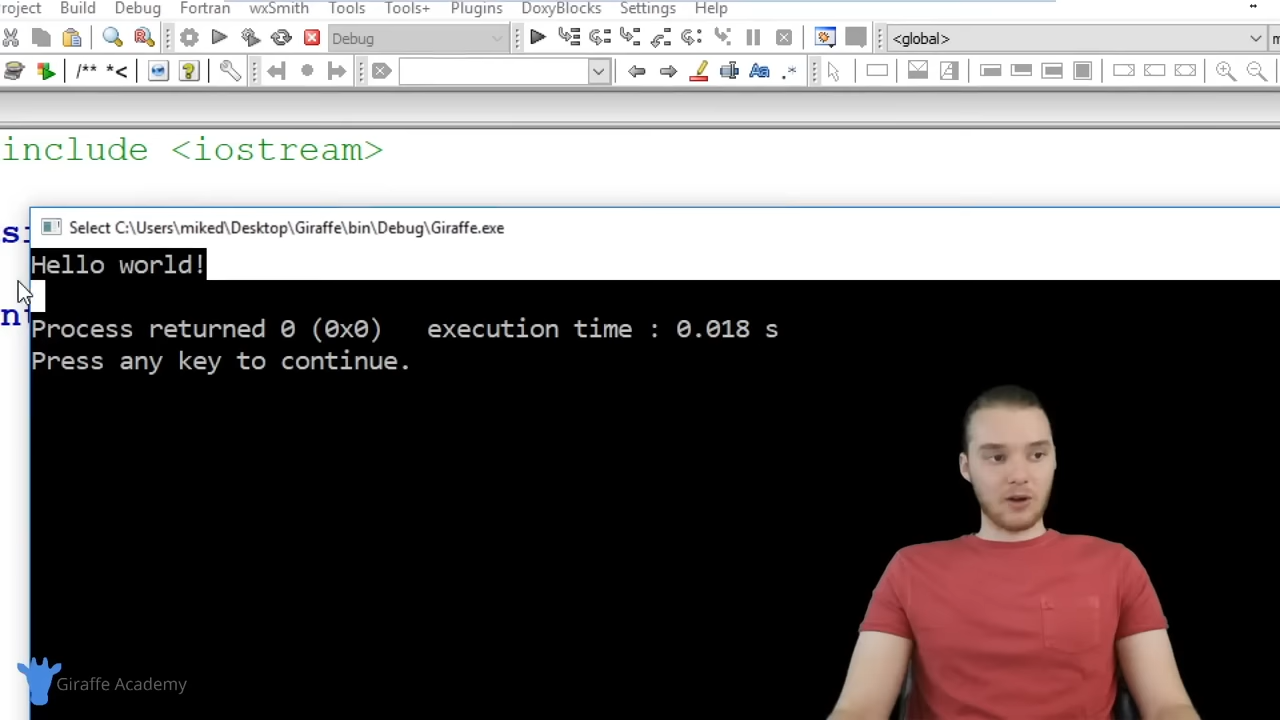 roject Build Debug Fortran wxSmith Tools Tools+ Plugins DoxyBlocks Settings Help
Debug <global>
/** *< Aa .*
include <iostream>
Select C:\Users\miked\Desktop\Giraffe\bin\Debug\Giraffe.exe
Hello world!
Process returned 0 (0x0)   execution time : 0.018 s
Press any key to continue.
Giraffe Academy